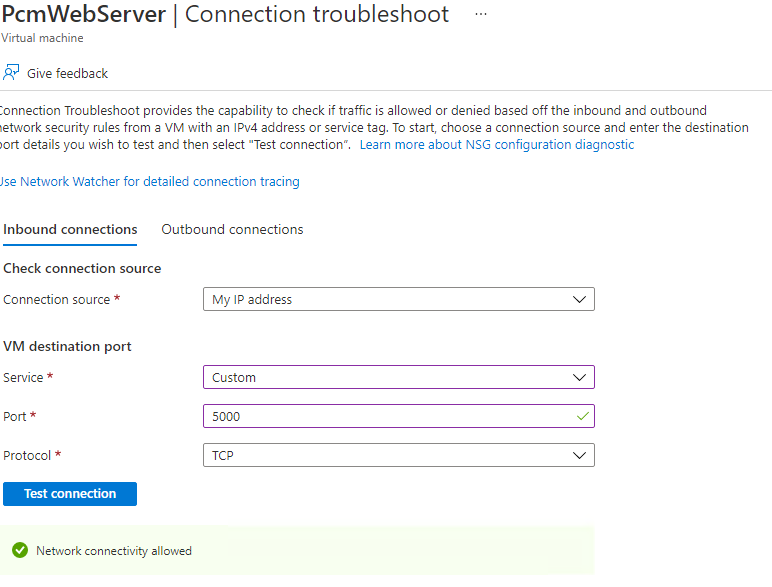 PcmWebServer | Connection troubleshoot ...
Virtual machine
Give feedback
Connection Troubleshoot provides the capability to check if traffic is allowed or denied based off the inbound and outbound
network security rules from a VM with an IPv4 address or service tag. To start, choose a connection source and enter the destination
port details you wish to test and then select "Test connection". Learn more about NSG configuration diagnostic
Use Network Watcher for detailed connection tracing
Inbound connections Outbound connections
Check connection source
Connection source * My IP address
VM destination port
Service * Custom
Port * 5000
Protocol * TCP
Test connection
Network connectivity allowed